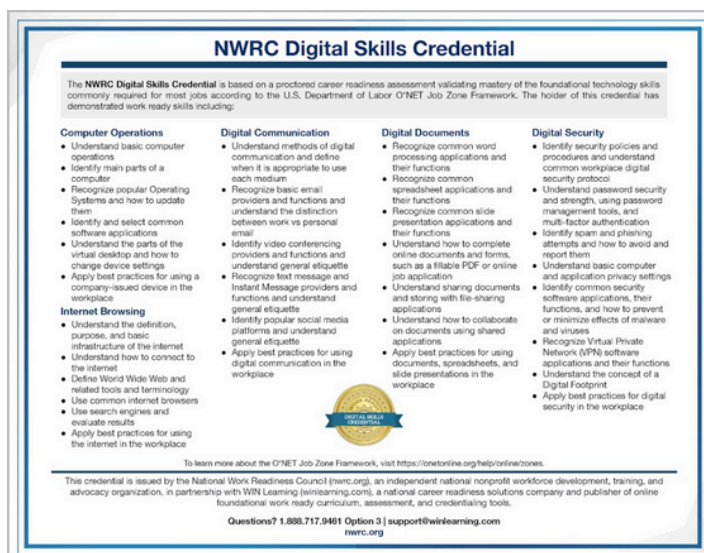 NWRC Digital Skills Credential
The NWRC Digital Skills Credential is based on a proctored career readiness assessment validating mastery of the foundational technology skills
commonly required for most jobs according to the U.S. Department of Labor O*NET Job Zone Framework. The holder of this credential has
demonstrated work ready skills including:
Computer Operations
• Understand basic computer
operations
• Identify main parts of a
computer
• Recognize popular Operating
Systems and how to update
them
• Identify and select common
software applications
• Understand the parts of the
virtual desktop and how to
change device settings
• Apply best practices for using a
company-issued device in the
workplace
Internet Browsing
• Understand the definition,
purpose, and basic
infrastructure of the internet
• Understand how to connect to
the internet
• Define World Wide Web and
related tools and terminology
• Use common internet browsers
• Use search engines and
evaluate results
• Apply best practices for using
the internet in the workplace
Digital Communication
• Understand methods of digital
communication and define
when it is appropriate to use
each medium
• Recognize basic email
providers and functions and
understand the distinction
between work vs personal
email
• Identify video conferencing
providers and functions and
understand general etiquette
• Recognize text message and
Instant Message providers and
functions and understand
general etiquette
• Identify popular social media
platforms and understand
general etiquette
• Apply best practices for using
digital communication in the
workplace
Digital Documents
• Recognize common word
processing applications and
their functions
• Recognize common
spreadsheet applications and
their functions
• Recognize common slide
presentation applications and
their functions
• Understand how to complete
online documents and forms,
such as a fillable PDF or online
job application
• Understand sharing documents
and storing with file-sharing
applications
• Understand how to collaborate
on documents using shared
applications
• Apply best practices for using
documents, spreadsheets, and
slide presentations in the
workplace
Digital Security
• Identify security policies and
procedures and understand
common workplace digital
security protocol
• Understand password security
and strength, using password
management tools, and
multi-factor authentication
• Identify spam and phishing
attempts and how to avoid and
report them
• Understand basic computer
and application privacy settings
• Identify common security
software applications, their
functions, and how to prevent
or minimize effects of malware
and viruses
• Recognize Virtual Private
Network (VPN) software
applications and their functions
• Understand the concept of a
Digital Footprint
• Apply best practices for digital
security in the workplace
DIGITAL SKILLS
CREDENTIAL
To learn more about the O*NET Job Zone Framework, visit https://onetonline.org/help/online/zones.
This credential is issued by the National Work Readiness Council (nwrc.org), an independent national nonprofit workforce development, training, and
advocacy organization, in partnership with WIN Learning (winlearning.com), a national career readiness solutions company and publisher of online
foundational work ready curriculum, assessment, and credentialing tools.
Questions? 1.888.717.9461 Option 3 | support@winlearning.com
nwrc.org